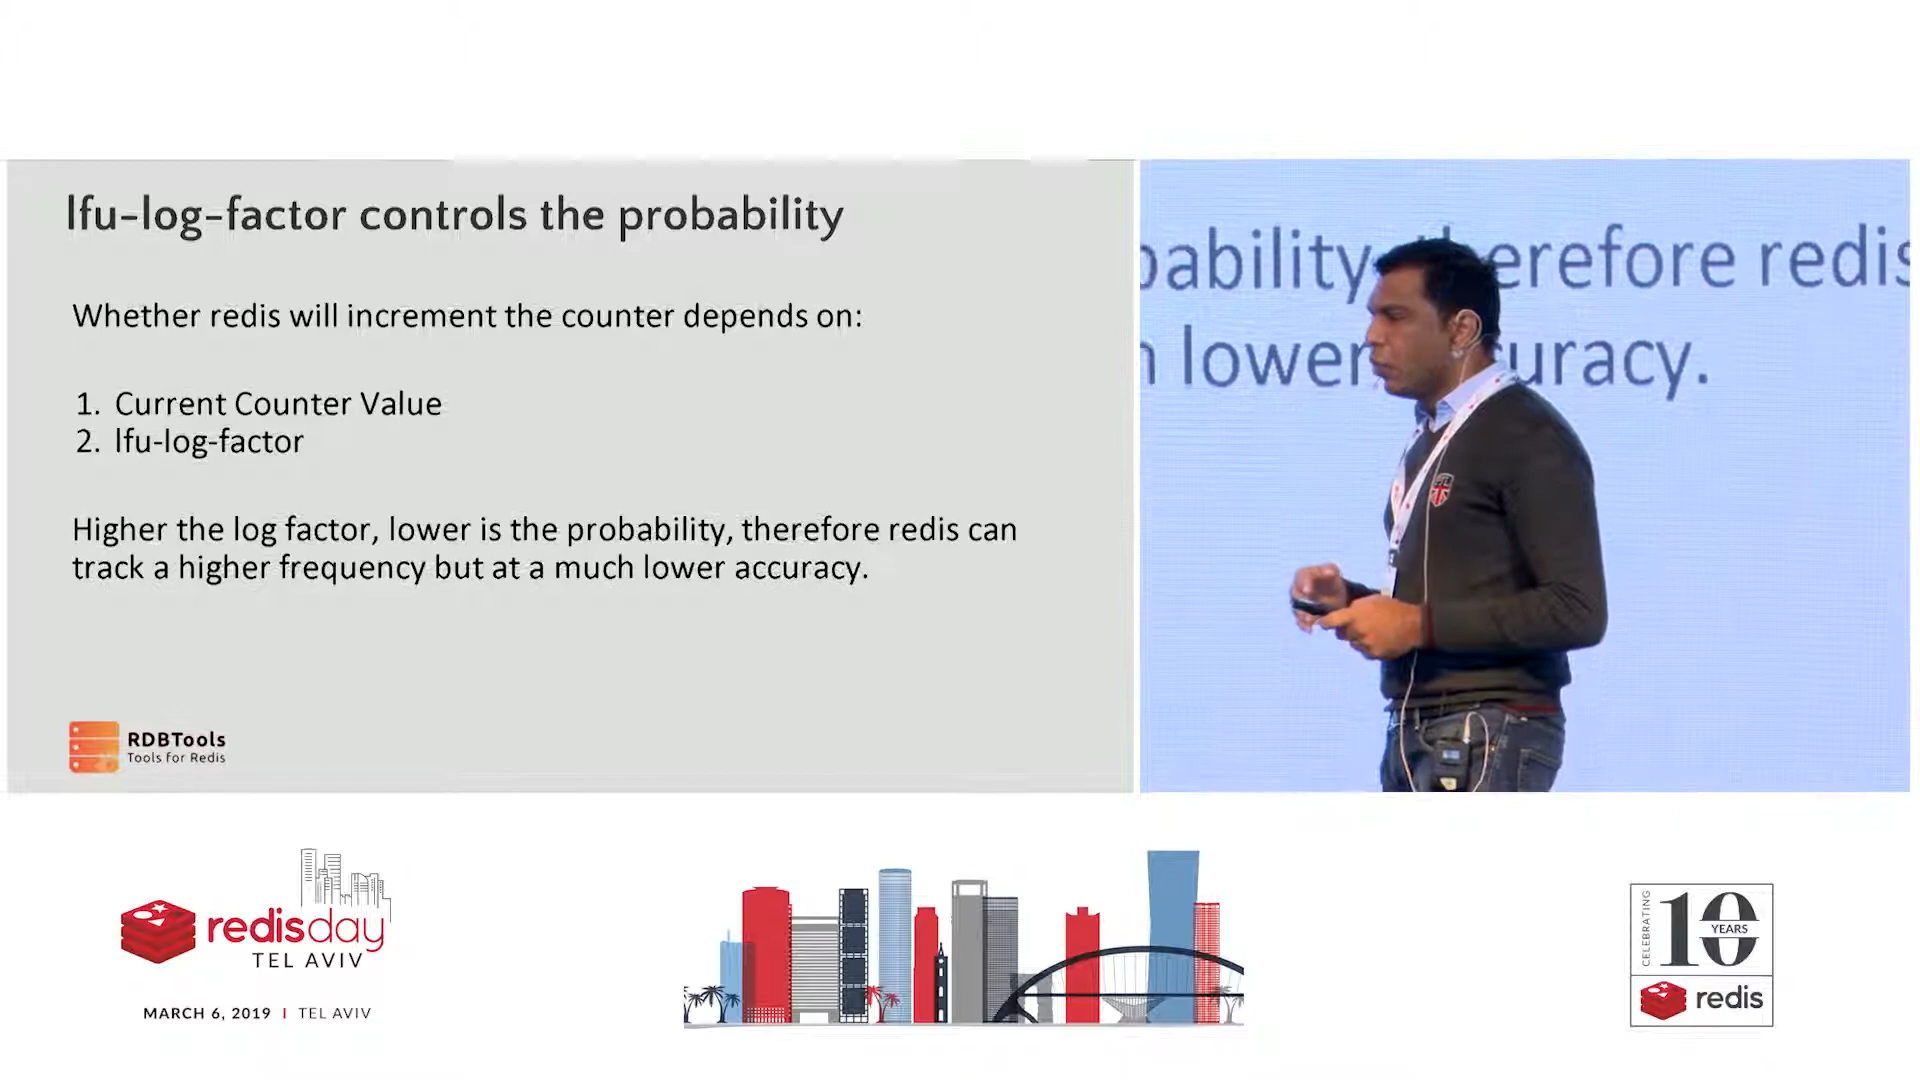 lfu-log-factor controls the probability
Whether redis will increment the counter depends on:
1. Current Counter Value
2. lfu-log-factor
Higher the log factor, lower is the probability, therefore redis can
track a higher frequency but at a much lower accuracy.
RDBTools
Tools for Redis
therefore redis
lower
redisday
TEL AVIV
MARCH 6, 2019 | TEL AVIV
CELEBRATING
10
YEARS
redis